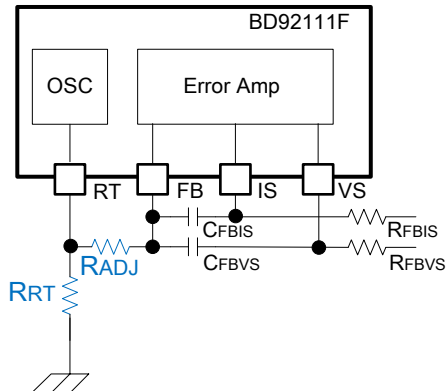 BD92111F
OSC
Error Amp
RT
FB
IS
VS
CFBIS
RFBIS
RADJ
CFBVS
RFBVS
RRT